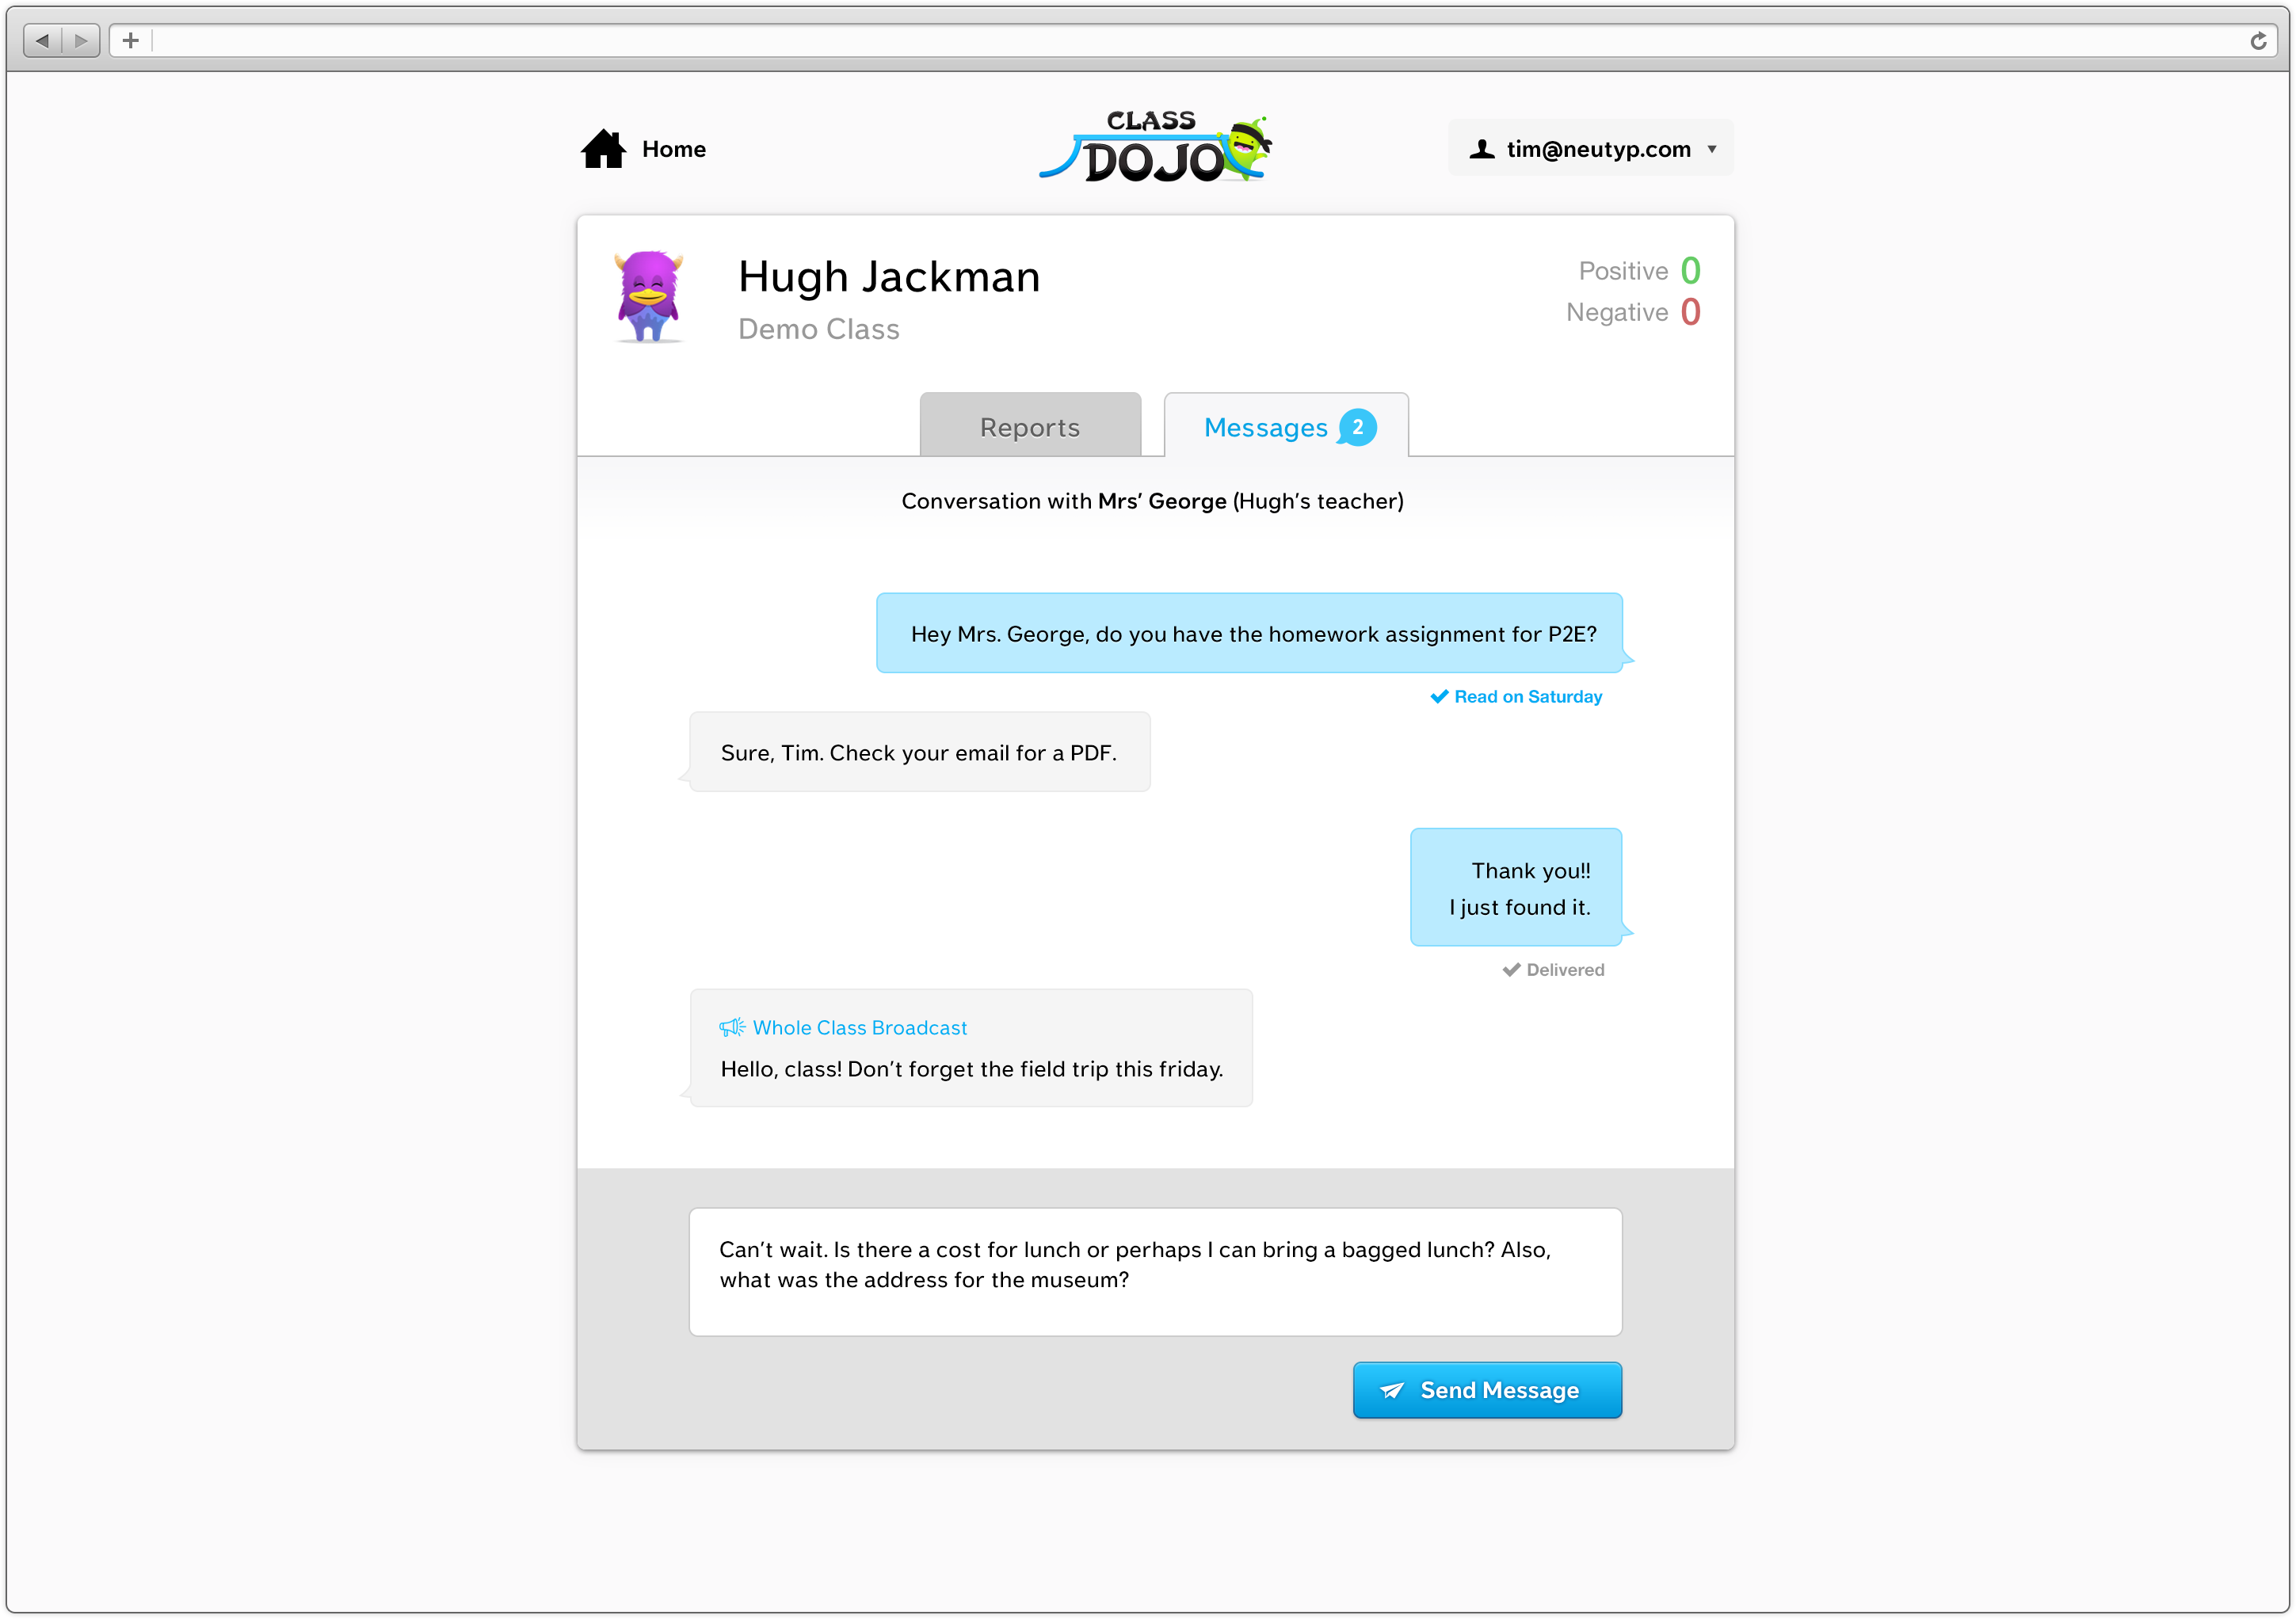 Home
CLASS
DOJO
tim@neutyp.com
Hugh Jackman
Demo Class
Positive 0
Negative 0
Reports
Messages 2
Conversation with Mrs’ George (Hugh’s teacher)
Hey Mrs. George, do you have the homework assignment for P2E?
Read on Saturday
Sure, Tim. Check your email for a PDF.
Thank you!!
I just found it.
Delivered
Whole Class Broadcast
Hello, class! Don’t forget the field trip this friday.
Can’t wait. Is there a cost for lunch or perhaps I can bring a bagged lunch? Also,
what was the address for the museum?
Send Message